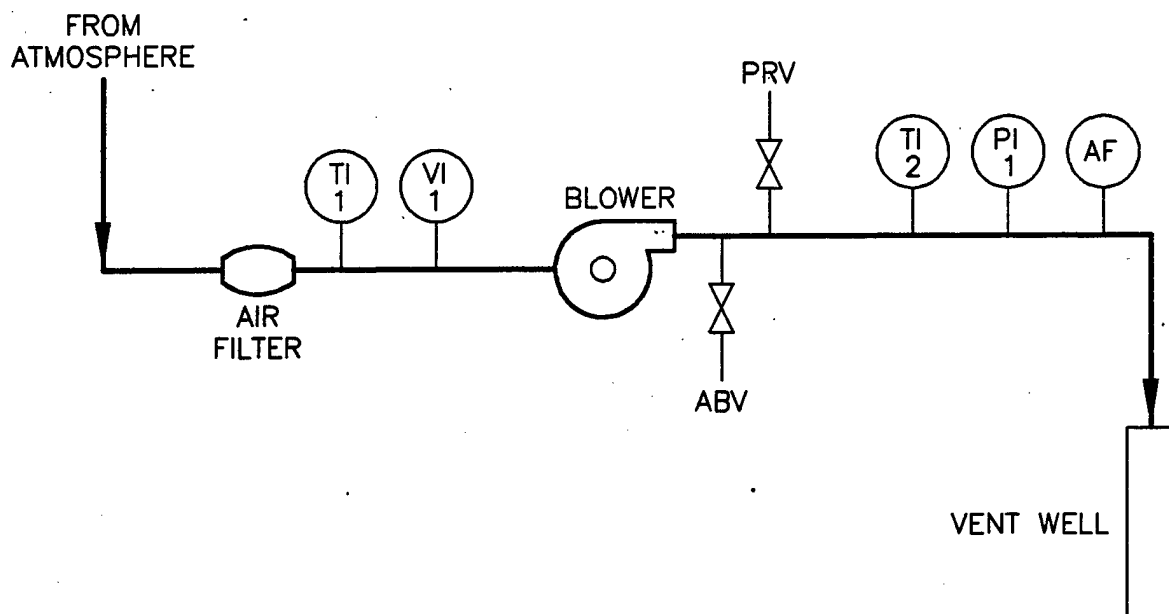 FROM
ATMOSPHERE
PRV
TI
1
VI
1
BLOWER
TI
2
PI
1
AF
AIR
FILTER
ABV
VENT WELL